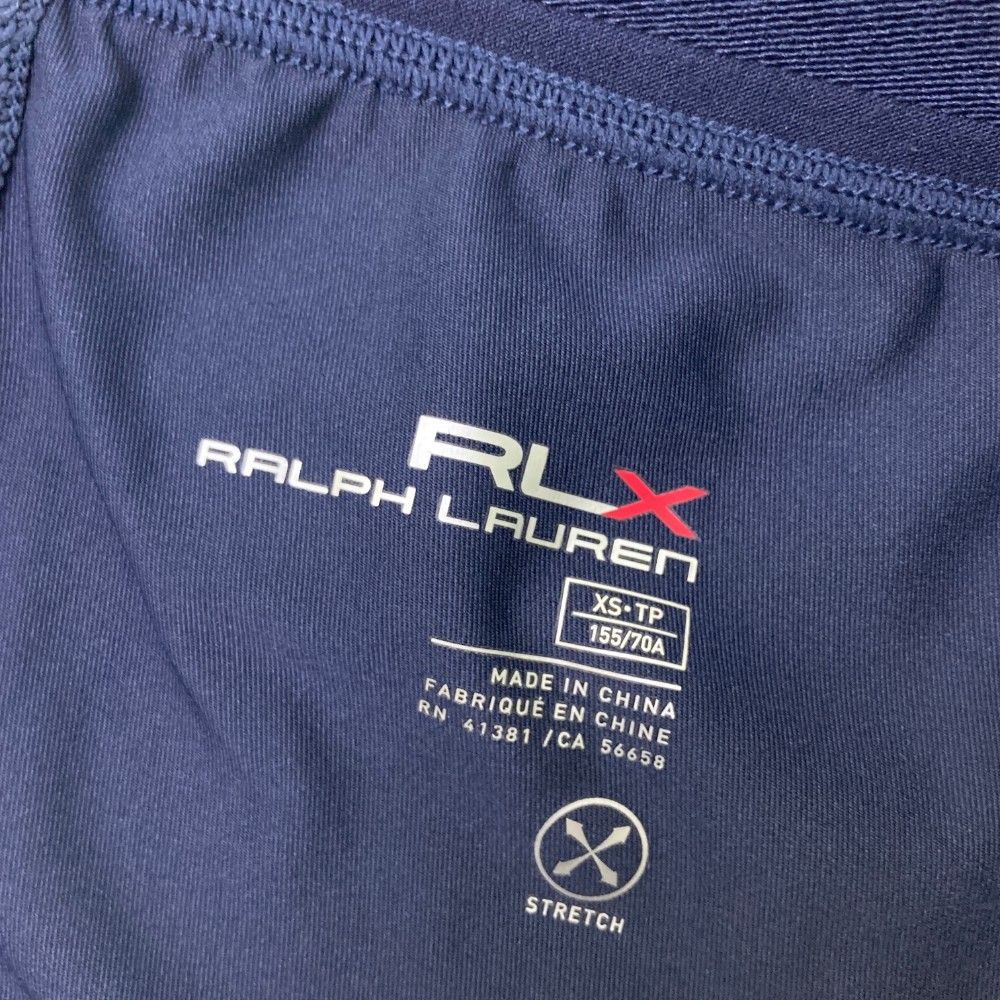 RLX
RALPH LAUREN
XS•TP
155/70A
MADE IN CHINA
FABRIQUÉ EN CHINE
RN 41381 /CA 56658
STRETCH